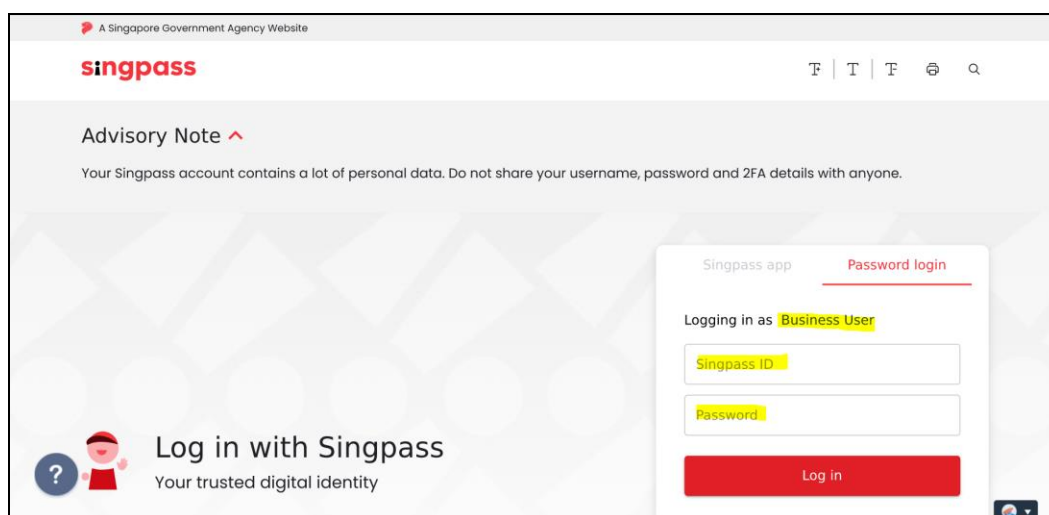 A Singapore Government Agency Website
singpass
Advisory Note
Your Singpass account contains a lot of personal data. Do not share your username, password and 2FA details with anyone.
Singpass app Password login
Logging in as Business User
Singpass ID
Password
Log in
Log in with Singpass
Your trusted digital identity
?